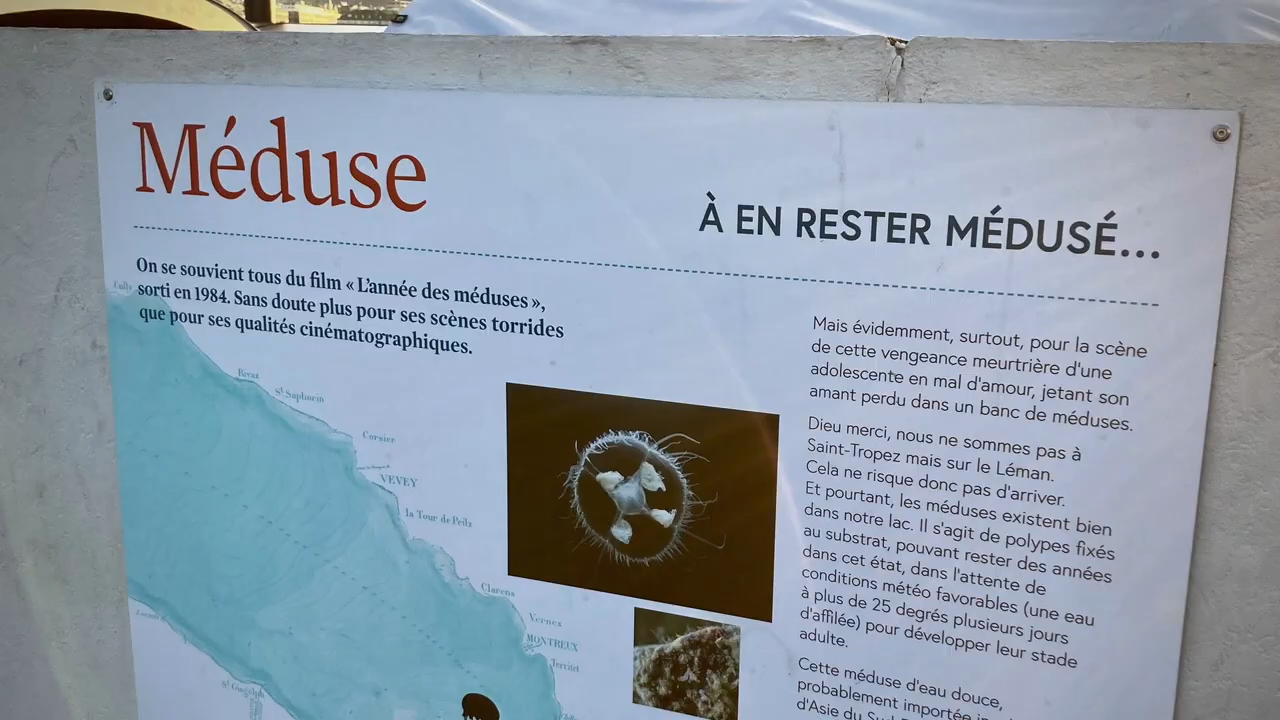 Méduse
À EN RESTER MÉDUSÉ...
On se souvient tous du film « L'année des méduses »,
sorti en 1984. Sans doute plus pour ses scènes torrides
que pour ses qualités cinématographiques.
Mais évidemment, surtout, pour la scène
de cette vengeance meurtrière d'une
adolescente en mal d'amour, jetant son
amant perdu dans un banc de méduses.
Dieu merci, nous ne sommes pas à
Saint-Tropez mais sur le Léman.
Cela ne risque donc pas d'arriver.
Et pourtant, les méduses existent bien
dans notre lac. Il s'agit de polypes fixés
au substrat, pouvant rester des années
dans cet état, dans l'attente de
conditions météo favorables (une eau
à plus de 25 degrés plusieurs jours
d'affilée) pour développer leur stade
adulte.
Cette méduse d'eau douce,
probablement importée
d'Asie du
Cully
Rivaz
St Saphorin
Corsier
VEVEY
la Tour de Peilz
Clarens
Vernex
MONTREUX
Territet
St Gingolph